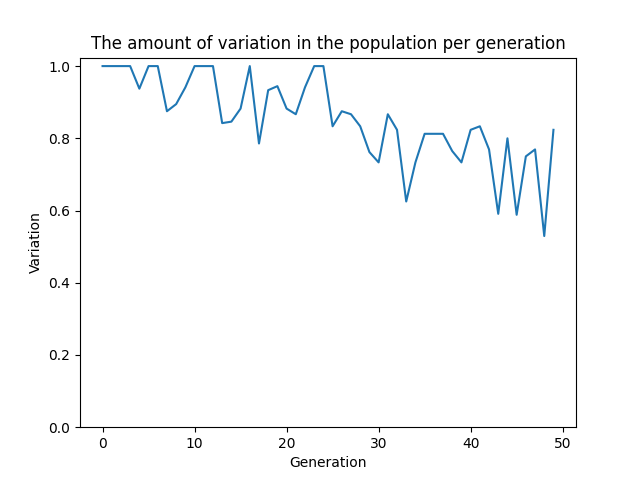 The amount of variation in the population per generation
1.0
0.8
0.6
0.4
0.2
0.0
Variation
0 10 20 30 40 50
Generation